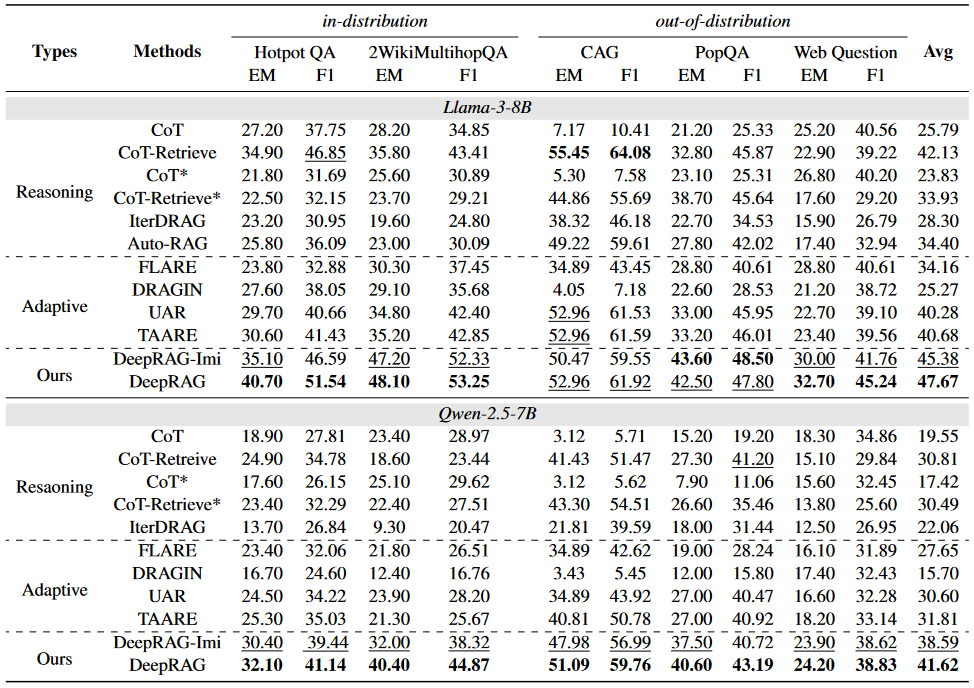 in-distribution out-of-distribution
Types Methods Hotpot QA 2WikiMultihopQA CAG PopQA Web Question Avg
EM F1 EM F1 EM F1 EM F1 EM F1
Llama-3-8B
CoT 27.20 37.75 28.20 34.85 7.17 10.41 21.20 25.33 25.20 40.56 25.79
CoT-Retrieve 34.90 46.85 35.80 43.41 55.45 64.08 32.80 45.87 22.90 39.22 42.13
CoT* 21.80 31.69 25.60 30.89 5.30 7.58 23.10 25.31 26.80 40.20 23.83
Reasoning CoT-Retrieve* 22.50 32.15 23.70 29.21 44.86 55.69 38.70 45.64 17.60 29.20 33.93
IterDRAG 23.20 30.95 19.60 24.80 38.32 46.18 22.70 34.53 15.90 26.79 28.30
Auto-RAG 25.80 36.09 23.00 30.09 49.22 59.61 27.80 42.02 17.40 32.94 34.40
FLARE 23.80 32.88 30.30 37.45 34.89 43.45 28.80 40.61 28.80 40.61 34.16
DRAGIN 27.60 38.05 29.10 35.68 4.05 7.18 22.60 28.53 21.20 38.72 25.27
Adaptive UAR 29.70 40.66 34.80 42.40 52.96 61.53 33.00 45.95 22.70 39.10 40.28
TAARE 30.60 41.43 35.20 42.85 52.96 61.59 33.20 46.01 23.40 39.56 40.68
Ours DeepRAG-Imi 35.10 46.59 47.20 52.33 50.47 59.55 43.60 48.50 30.00 41.76 45.38
DeepRAG 40.70 51.54 48.10 53.25 52.96 61.92 42.50 47.80 32.70 45.24 47.67
Qwen-2.5-7B
CoT 18.90 27.81 23.40 28.97 3.12 5.71 15.20 19.20 18.30 34.86 19.55
CoT-Retreive 24.90 34.78 18.60 23.44 41.43 51.47 27.30 41.20 15.10 29.84 30.81
Resaoning CoT* 17.60 26.15 25.10 29.62 3.12 5.62 7.90 11.06 15.60 32.45 17.42
CoT-Retrieve* 23.40 32.29 22.40 27.51 43.30 54.51 26.60 35.46 13.80 25.60 30.49
IterDRAG 13.70 26.84 9.30 20.47 21.81 39.59 18.00 31.44 12.50 26.95 22.06
FLARE 23.40 32.06 21.80 26.51 34.89 42.62 19.00 28.24 16.10 31.89 27.65
DRAGIN 16.70 24.60 12.40 16.76 3.43 5.45 12.00 15.80 17.40 32.43 15.70
Adaptive UAR 24.50 34.22 23.90 28.20 34.89 43.92 27.00 40.47 16.60 32.28 30.60
TAARE 25.30 35.03 21.30 25.67 40.81 50.78 27.00 40.92 18.20 33.14 31.81
Ours DeepRAG-Imi 30.40 39.44 32.00 38.32 47.98 56.99 37.50 40.72 23.90 38.62 38.59
DeepRAG 32.10 41.14 40.40 44.87 51.09 59.76 40.60 43.19 24.20 38.83 41.62